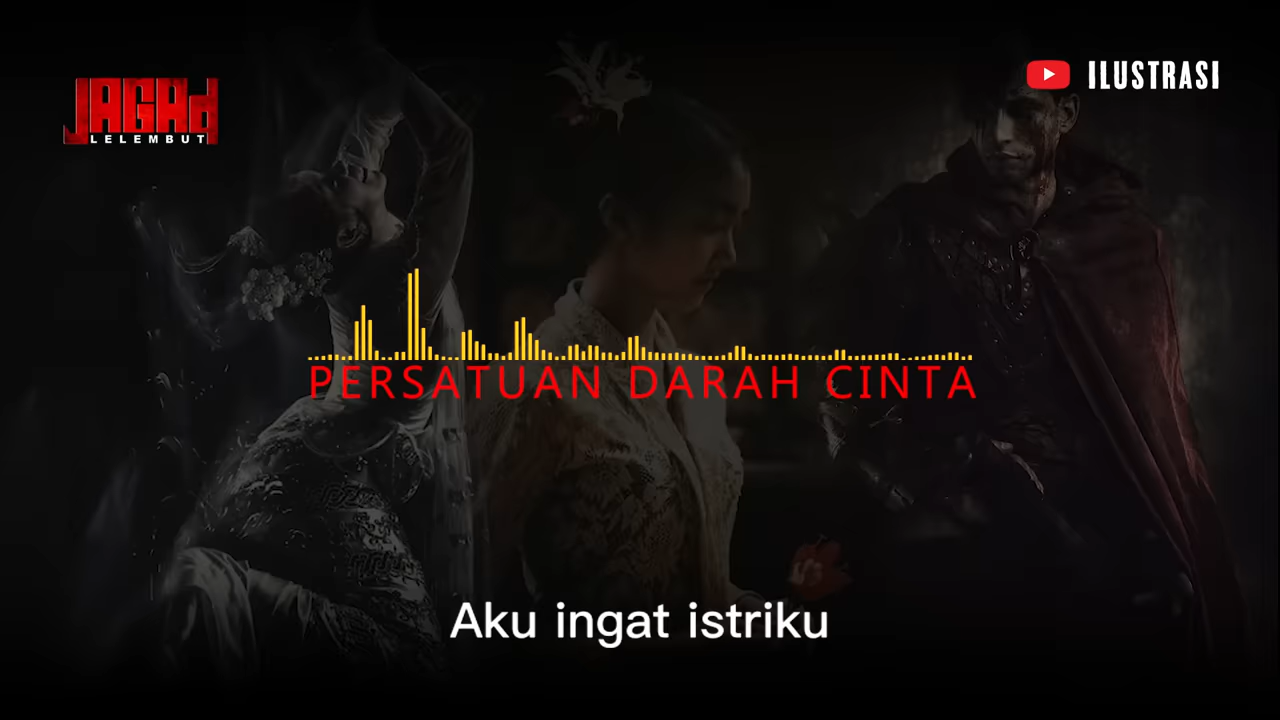 JAGAd
LELEMBUT
ILUSTRASI
PERSATUAN DARAH CINTA
Aku ingat istriku